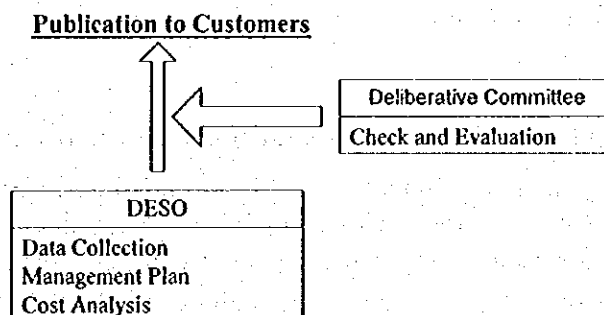 Publication to Customers
Deliberative Committee
Check and Evaluation
DESO
Data Collection
Management Plan
Cost Analysis